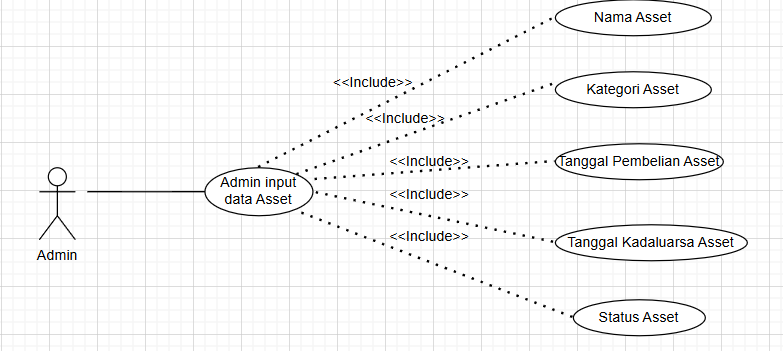 Nama Asset
<<Include>>
Kategori Asset
<<Include>>
Tanggal Pembelian Asset
<<Include>>
Admin input
data Asset
<<Include>>
Tanggal Kadaluarsa Asset
<<Include>>
Admin
Status Asset